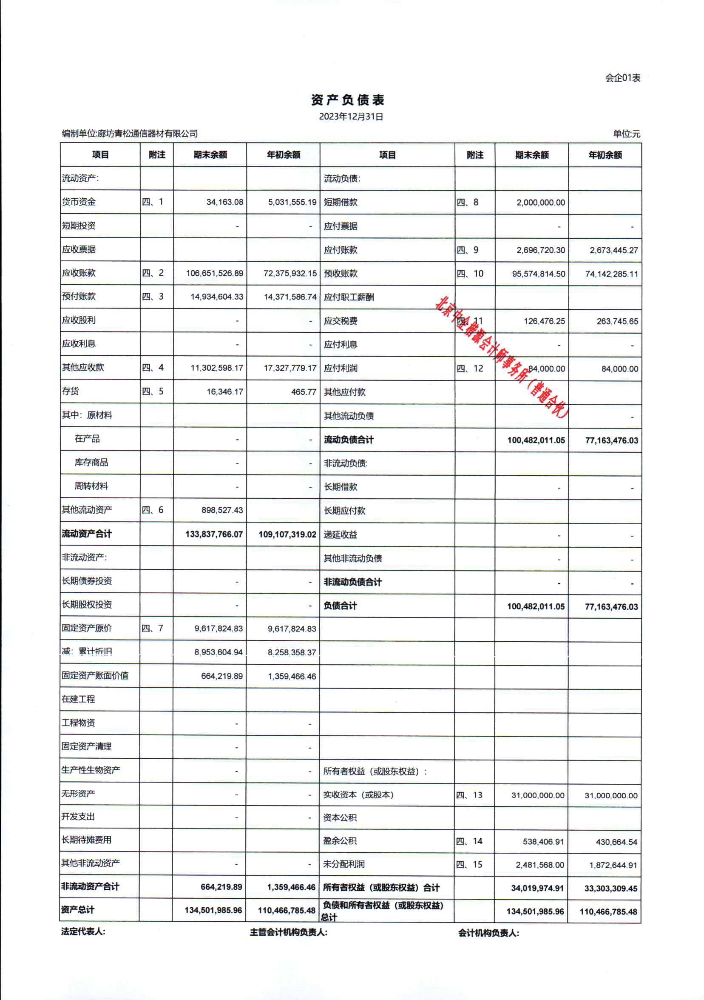 会企01表
资产负债表
2023年12月31日
编制单位:廊坊青松通信器材有限公司 单位:元
项目 附注 期末余额 年初余额 项目 附注 期末余额 年初余额
流动资产: 流动负债:
货币资金 四、1 34,163.08 5,031,555.19 短期借款 四、8 2,000,000.00
短期投资 - - 应付票据 - -
应收票据 应付账款 四、9 2,696,720.30 2,673,445.27
应收账款 四、2 106,651,526.89 72,375,932.15 预收账款 四、10 95,574,814.50 74,142,285.11
预付账款 四、3 14,934,604.33 14,371,586.74 应付职工薪酬
应收股利 - - 应交税费 四、11 126,476.25 263,745.65
应收利息 - - 应付利息 - -
其他应收款 四、4 11,302,598.17 17,327,779.17 应付利润 四、12 84,000.00 84,000.00
存货 四、5 16,346.17 465.77 其他应付款
其中：原材料 其他流动负债 - -
在产品 - - 流动负债合计 100,482,011.05 77,163,476.03
库存商品 - - 非流动负债:
周转材料 - - 长期借款 - -
其他流动资产 四、6 898,527.43 长期应付款
流动资产合计 133,837,766.07 109,107,319.02 递延收益 - -
非流动资产: 其他非流动负债 - -
长期债券投资 - - 非流动负债合计 - -
长期股权投资 - - 负债合计 100,482,011.05 77,163,476.03
固定资产原价 四、7 9,617,824.83 9,617,824.83
减：累计折旧 8,953,604.94 8,258,358.37
固定资产账面价值 664,219.89 1,359,466.46
在建工程
工程物资 - -
固定资产清理 - -
生产性生物资产 - - 所有者权益（或股东权益）:
无形资产 - - 实收资本（或股本） 四、13 31,000,000.00 31,000,000.00
开发支出 - - 资本公积
长期待摊费用 盈余公积 四、14 538,406.91 430,664.54
其他非流动资产 - - 未分配利润 四、15 2,481,568.00 1,872,644.91
非流动资产合计 664,219.89 1,359,466.46 所有者权益（或股东权益）合计 34,019,974.91 33,303,309.45
资产总计 134,501,985.96 110,466,785.48 负债和所有者权益（或股东权益）总计 134,501,985.96 110,466,785.48
法定代表人: 主管会计机构负责人: 会计机构负责人:
北京中企楷源会计师事务所（普通合伙）